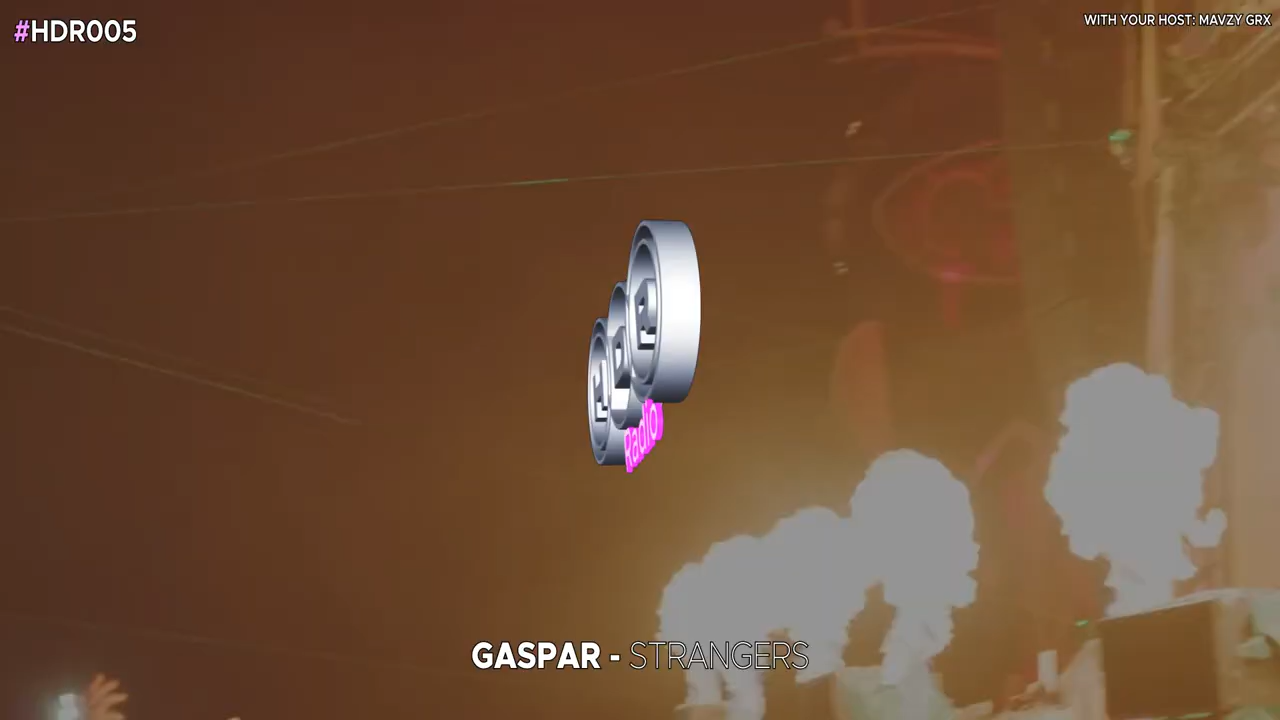 #HDR005
WITH YOUR HOST: MAVZY GRX
H D R
Radio
GASPAR - STRANGERS